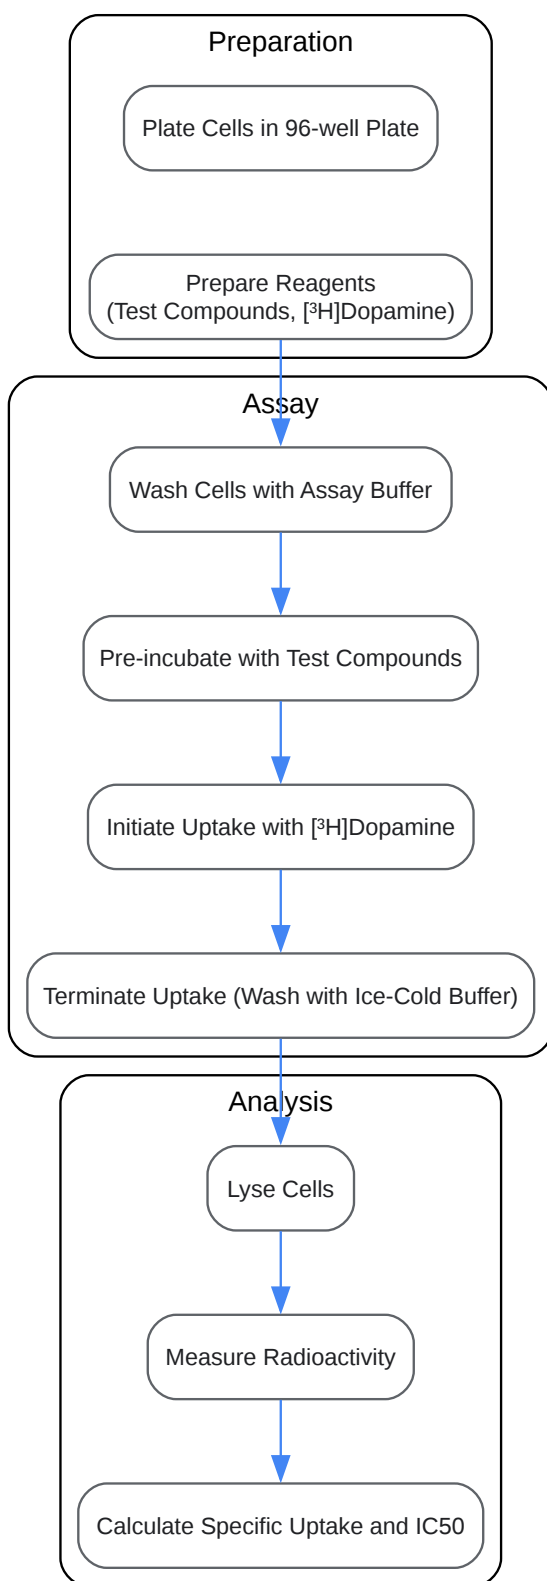 Preparation
Plate Cells in 96-well Plate
Prepare Reagents
(Test Compounds, [³H]Dopamine)
Assay
Wash Cells with Assay Buffer
Pre-incubate with Test Compounds
Initiate Uptake with [³H]Dopamine
Terminate Uptake (Wash with Ice-Cold Buffer)
Analysis
Lyse Cells
Measure Radioactivity
Calculate Specific Uptake and IC50